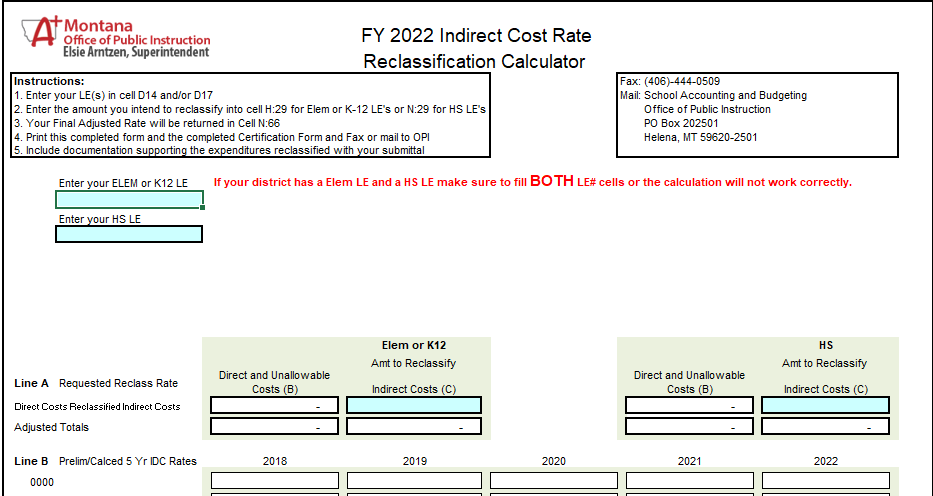 A+ Montana
Office of Public Instruction
Elsie Arntzen, Superintendent
FY 2022 Indirect Cost Rate
Reclassification Calculator
Instructions:
1. Enter your LE(s) in cell D14 and/or D17
2. Enter the amount you intend to reclassify into cell H:29 for Elem or K-12 LE's or N:29 for HS LE's
3. Your Final Adjusted Rate will be returned in Cell N:66
4. Print this completed form and the completed Certification Form and Fax or mail to OPI
5. Include documentation supporting the expenditures reclassified with your submittal
Fax: (406)-444-0509
Mail: School Accounting and Budgeting
Office of Public Instruction
PO Box 202501
Helena, MT 59620-2501
Enter your ELEM or K12 LE
If your district has a Elem LE and a HS LE make sure to fill BOTH LE# cells or the calculation will not work correctly.
Enter your HS LE
Elem or K12 HS
Amt to Reclassify Amt to Reclassify
Direct and Unallowable Direct and Unallowable
Line A Requested Reclass Rate Costs (B) Indirect Costs (C) Costs (B) Indirect Costs (C)
Direct Costs Reclassified Indirect Costs - -
Adjusted Totals - - - -
Line B Prelim/Calced 5 Yr IDC Rates 2018 2019 2020 2021 2022
0000